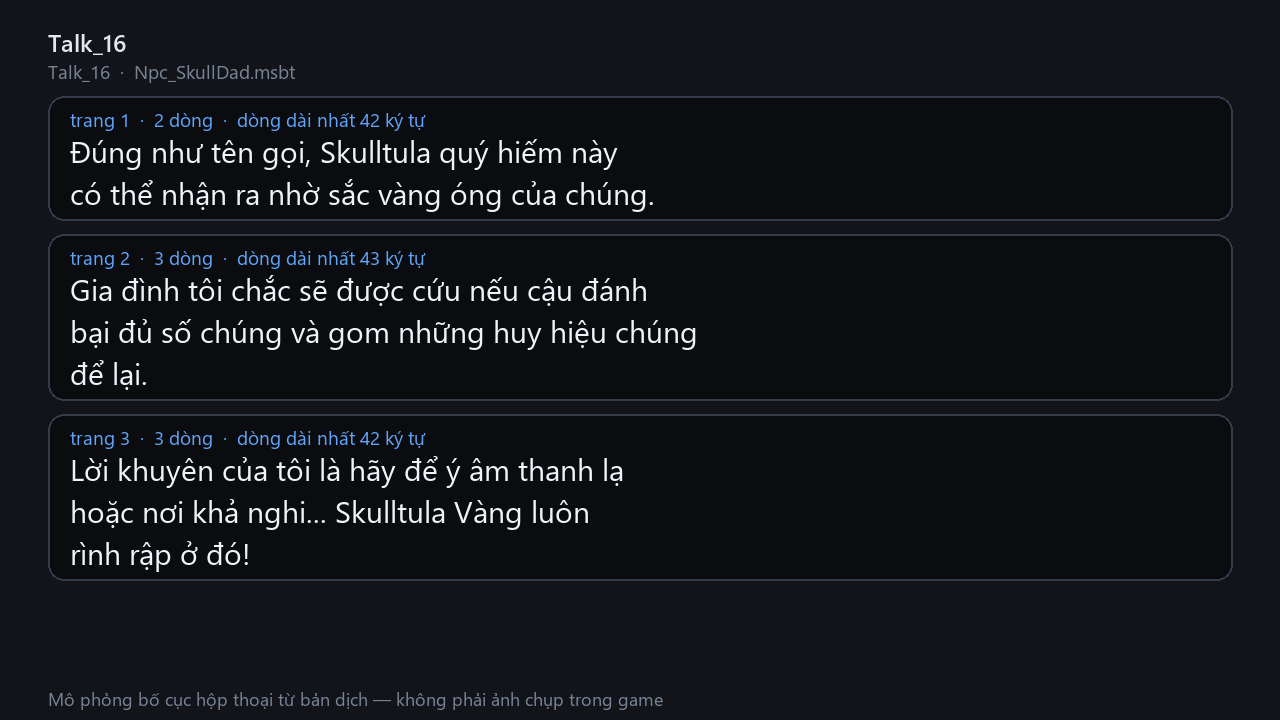 Talk_16
Talk_16 · Npc_SkullDad.msbt
trang 1 · 2 dòng · dòng dài nhất 42 ký tự
Đúng như tên gọi, Skulltula quý hiếm này
có thể nhận ra nhờ sắc vàng óng của chúng.
trang 2 · 3 dòng · dòng dài nhất 43 ký tự
Gia đình tôi chắc sẽ được cứu nếu cậu đánh
bại đủ số chúng và gom những huy hiệu chúng
để lại.
trang 3 · 3 dòng · dòng dài nhất 42 ký tự
Lời khuyên của tôi là hãy để ý âm thanh lạ
hoặc nơi khả nghi... Skulltula Vàng luôn
rình rập ở đó!
Mô phỏng bố cục hộp thoại từ bản dịch — không phải ảnh chụp trong game